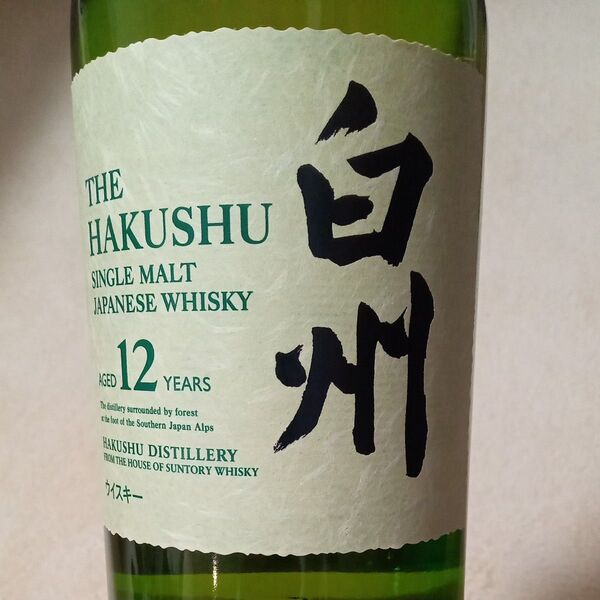 THE
HAKUSHU
SINGLE MALT
JAPANESE WHISKY
AGED 12 YEARS
The distillery surrounded by forest
at the foot of the Southern Japan Alps
HAKUSHU DISTILLERY
FROM THE HOUSE OF SUNTORY WHISKY
ウイスキー
白州